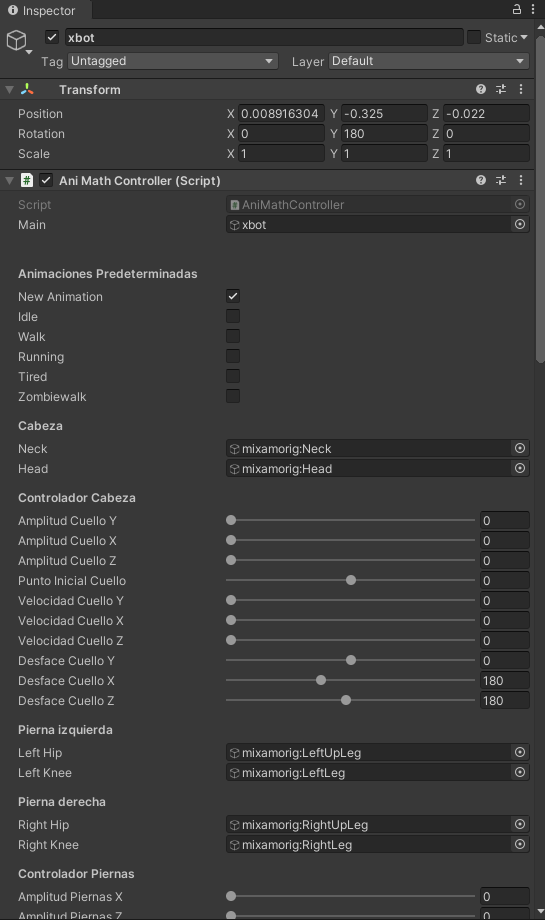 Inspector
xbot Static
Tag Untagged Layer Default
Transform
Position X 0.008916304 Y -0.325 Z -0.022
Rotation X 0 Y 180 Z 0
Scale X 1 Y 1 Z 1
# Ani Math Controller (Script)
Script # AniMathController
Main xbot
Animaciones Predeterminadas
New Animation
Idle
Walk
Running
Tired
Zombiewalk
Cabeza
Neck mixamorig:Neck
Head mixamorig:Head
Controlador Cabeza
Amplitud Cuello Y 0
Amplitud Cuello X 0
Amplitud Cuello Z 0
Punto Inicial Cuello 0
Velocidad Cuello Y 0
Velocidad Cuello X 0
Velocidad Cuello Z 0
Desface Cuello Y 0
Desface Cuello X 180
Desface Cuello Z 180
Pierna izquierda
Left Hip mixamorig:LeftUpLeg
Left Knee mixamorig:LeftLeg
Pierna derecha
Right Hip mixamorig:RightUpLeg
Right Knee mixamorig:RightLeg
Controlador Piernas
Amplitud Piernas X 0
Amplitud Piernas Z 0